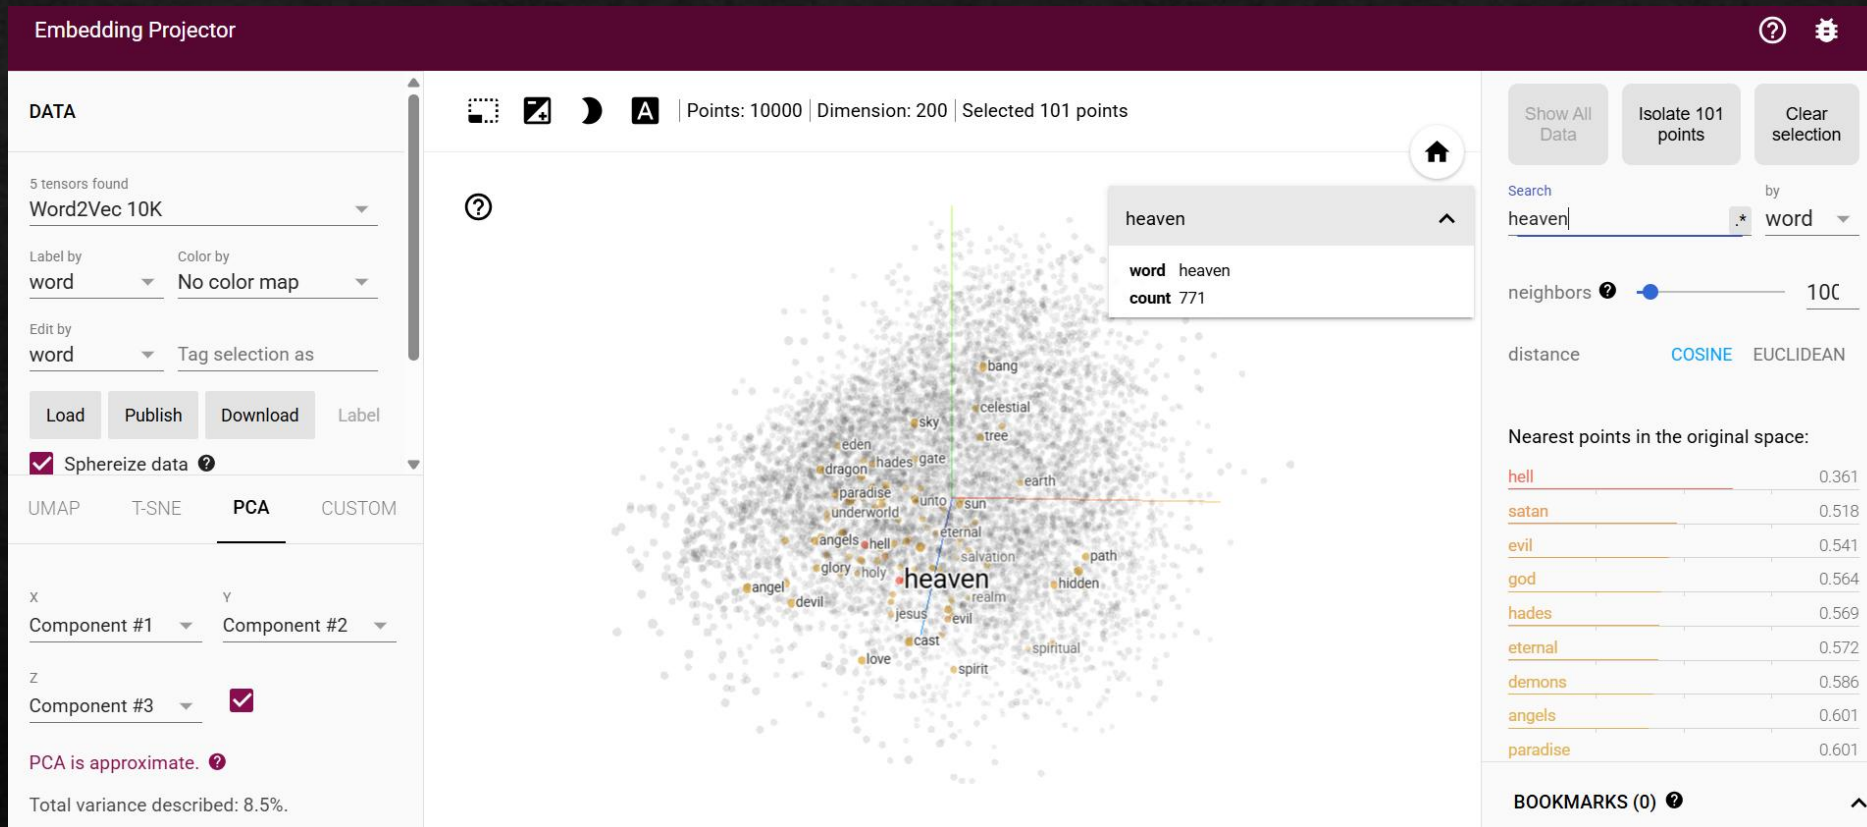 Embedding Projector
DATA
5 tensors found
Word2Vec 10K
Label by
word
Color by
No color map
Edit by
word
Tag selection as
Load
Publish
Download
Label
Sphereize data
UMAP
T-SNE
PCA
CUSTOM
X
Component #1
Y
Component #2
Z
Component #3
PCA is approximate.
Total variance described: 8.5%.
A
Points: 10000 | Dimension: 200 | Selected 101 points
heaven
word heaven
count 771
bang
celestial
sky
tree
eden
hades
gate
dragon
earth
paradise
unto
sun
underworld
eternal
angels
hell
salvation
path
glory
holy
heaven
hidden
angel
realm
devil
jesus
evil
cast
spiritual
love
spirit
Show All
Data
Isolate 101
points
Clear
selection
Search
heaven
.*
by
word
neighbors
100
distance
COSINE
EUCLIDEAN
Nearest points in the original space:
hell 0.361
satan 0.518
evil 0.541
god 0.564
hades 0.569
eternal 0.572
demons 0.586
angels 0.601
paradise 0.601
BOOKMARKS (0)